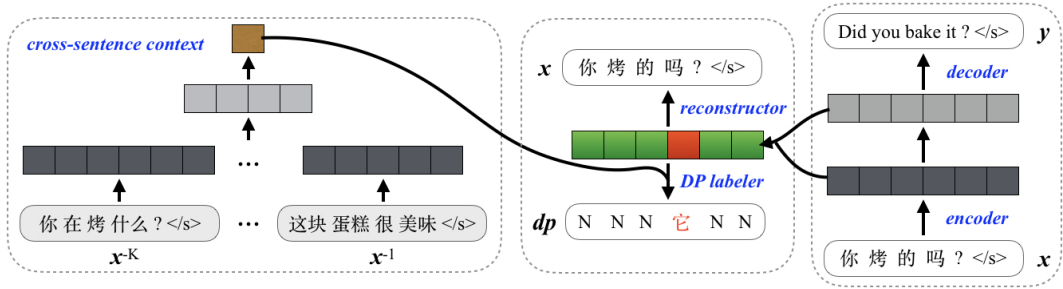 cross-sentence context
...
你 在 烤 什么 ? </s>
...
这块 蛋糕 很 美味 </s>
x-K
x-1
x
你 烤 的 吗 ? </s>
reconstructor
DP labeler
dp
N N N 它 N N
Did you bake it ? </s>
y
decoder
encoder
你 烤 的 吗 ? </s>
x